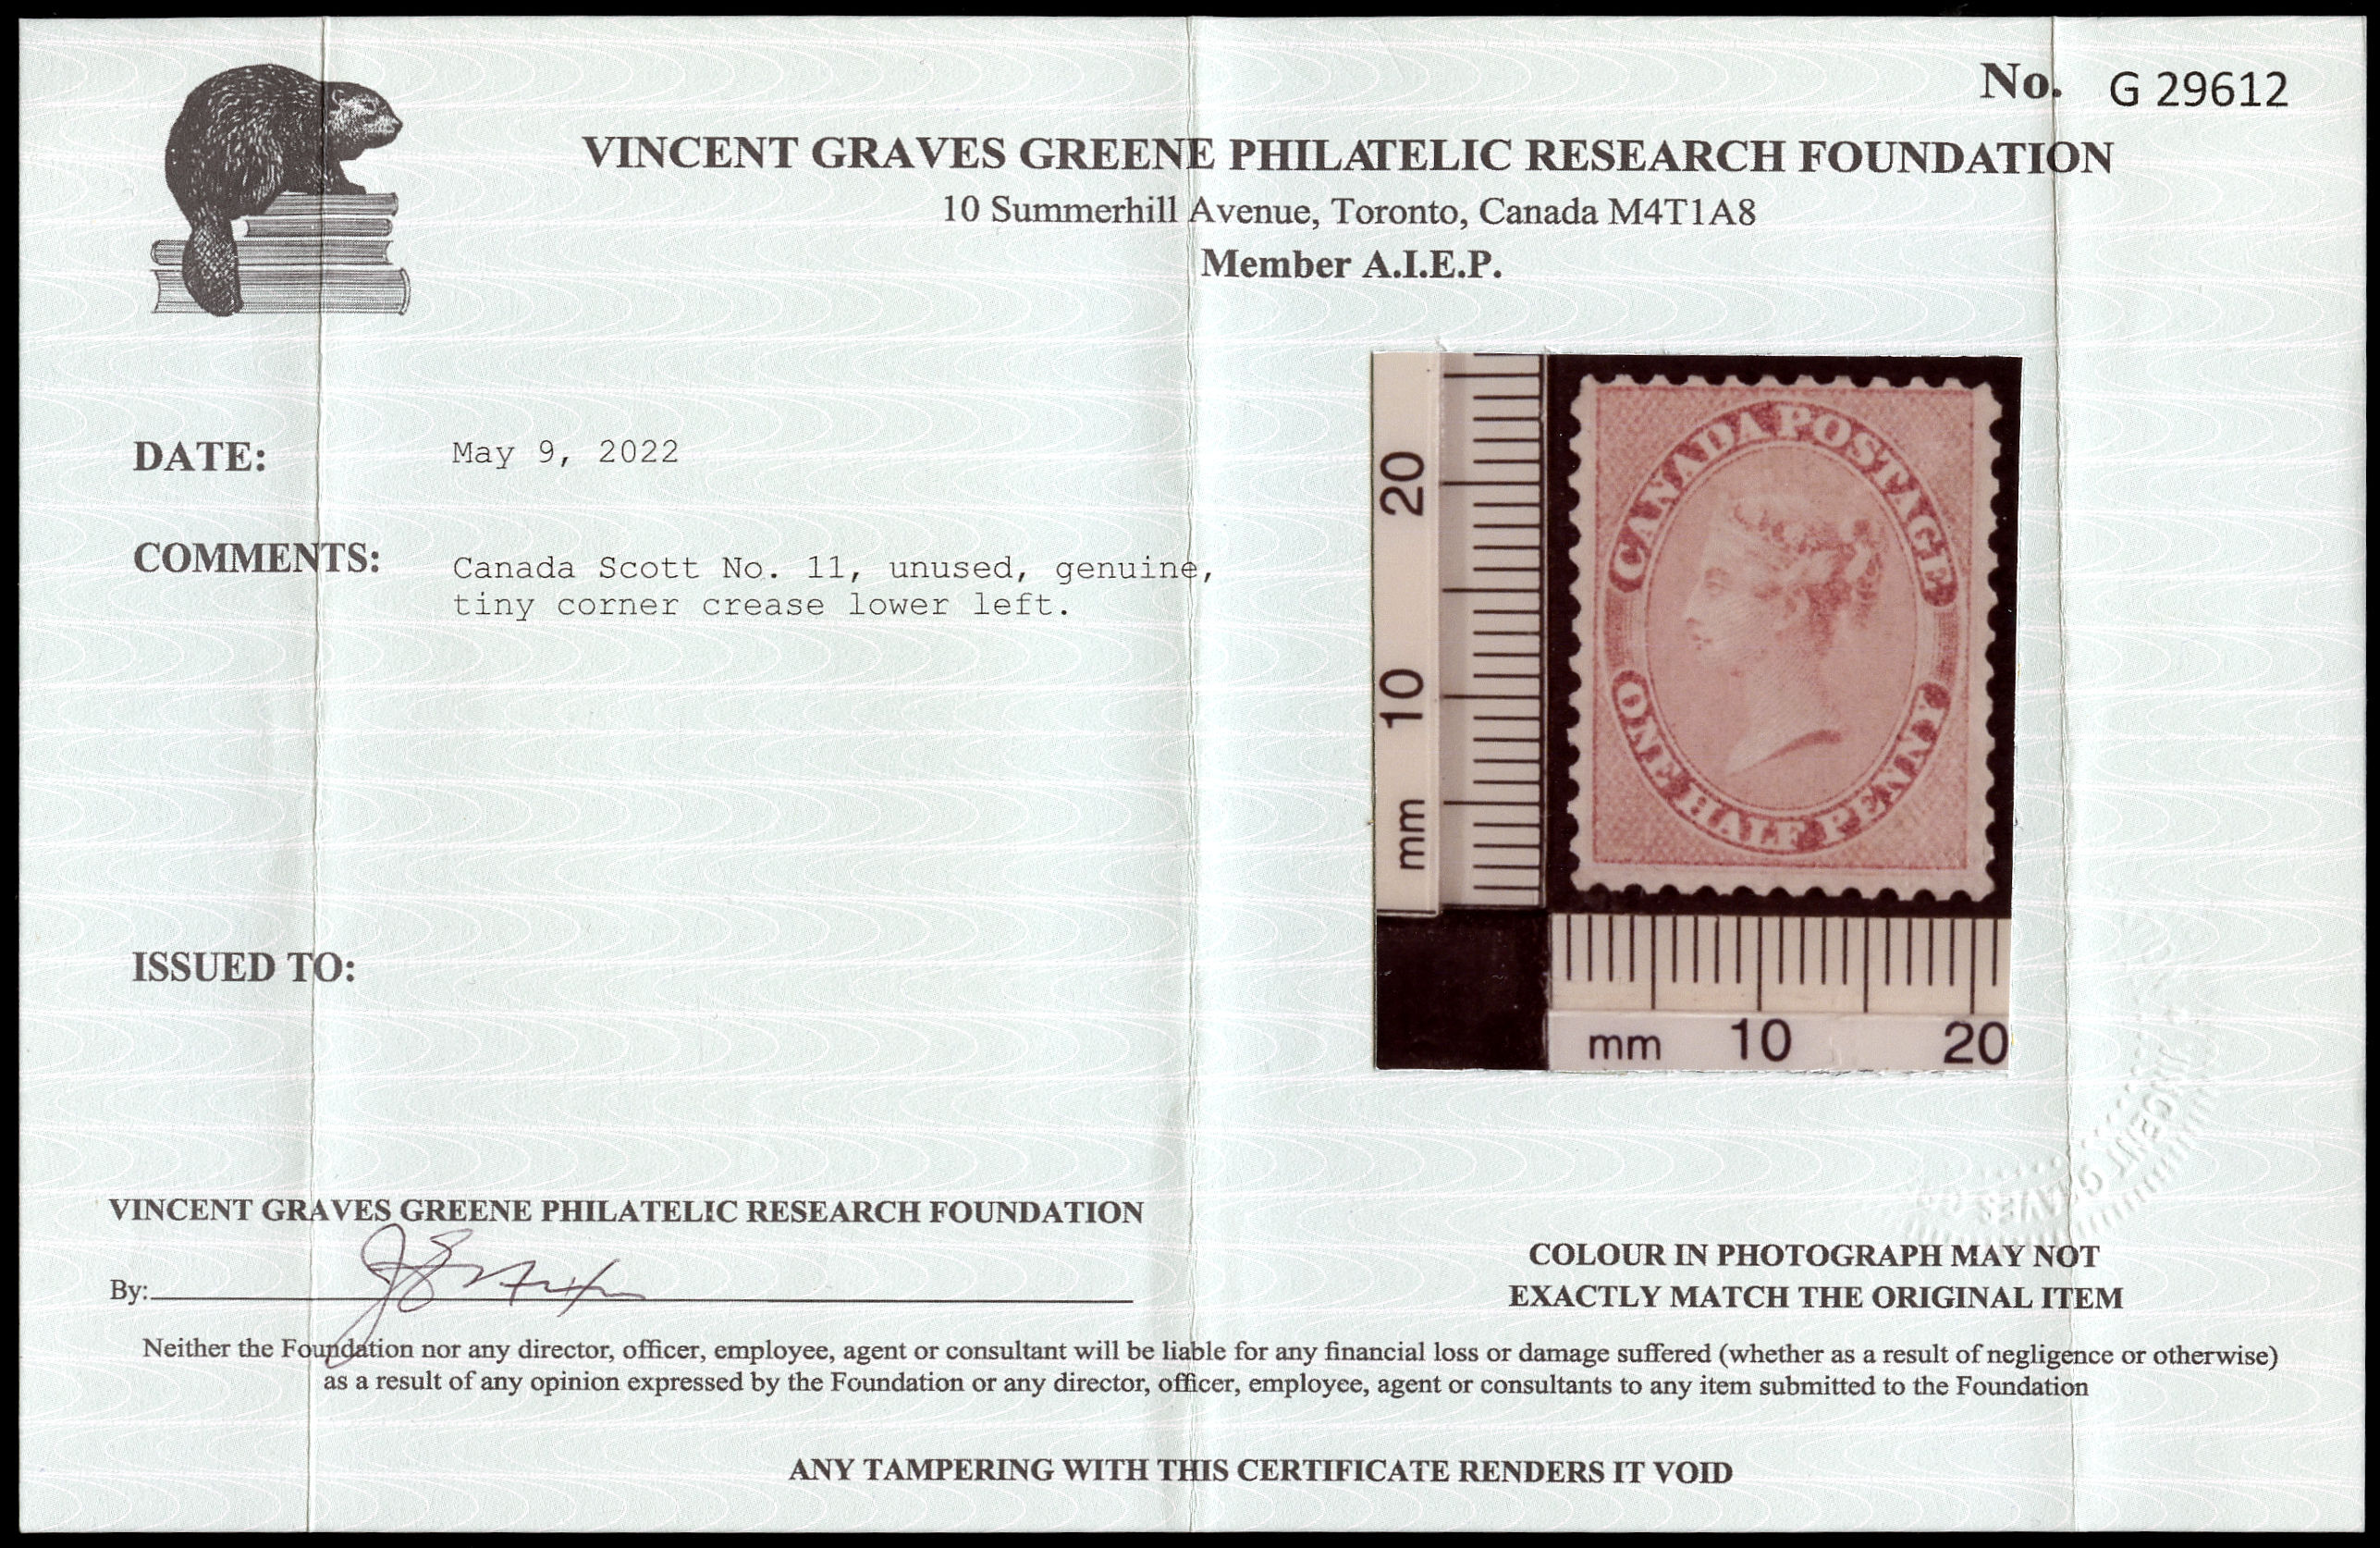 No. G 29612
VINCENT GRAVES GREENE PHILATELIC RESEARCH FOUNDATION
10 Summerhill Avenue, Toronto, Canada M4T1A8
Member A.I.E.P.
DATE: May 9, 2022
COMMENTS: Canada Scott No. 11, unused, genuine,
tiny corner crease lower left.
20
10
mm
CANADA POSTAGE
ONE HALF PENNY
mm 10 20
ISSUED TO:
VINCENT GRAVES
VINCENT GRAVES GREENE PHILATELIC RESEARCH FOUNDATION
By:
COLOUR IN PHOTOGRAPH MAY NOT
EXACTLY MATCH THE ORIGINAL ITEM
Neither the Foundation nor any director, officer, employee, agent or consultant will be liable for any financial loss or damage suffered (whether as a result of negligence or otherwise)
as a result of any opinion expressed by the Foundation or any director, officer, employee, agent or consultants to any item submitted to the Foundation
ANY TAMPERING WITH THIS CERTIFICATE RENDERS IT VOID